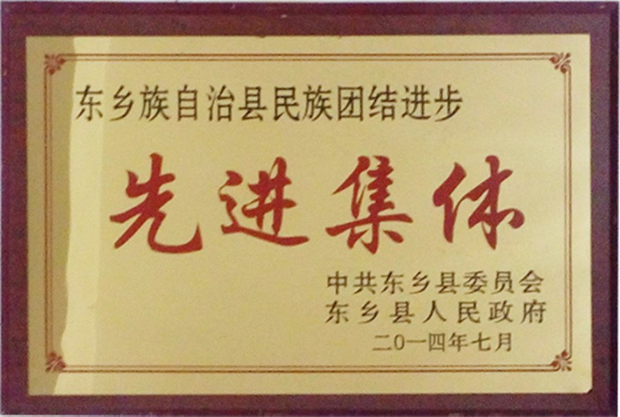 东乡族自治县民族团结进步
先进集体
中共东乡县委员会
东乡县人民政府
二0一四年七月